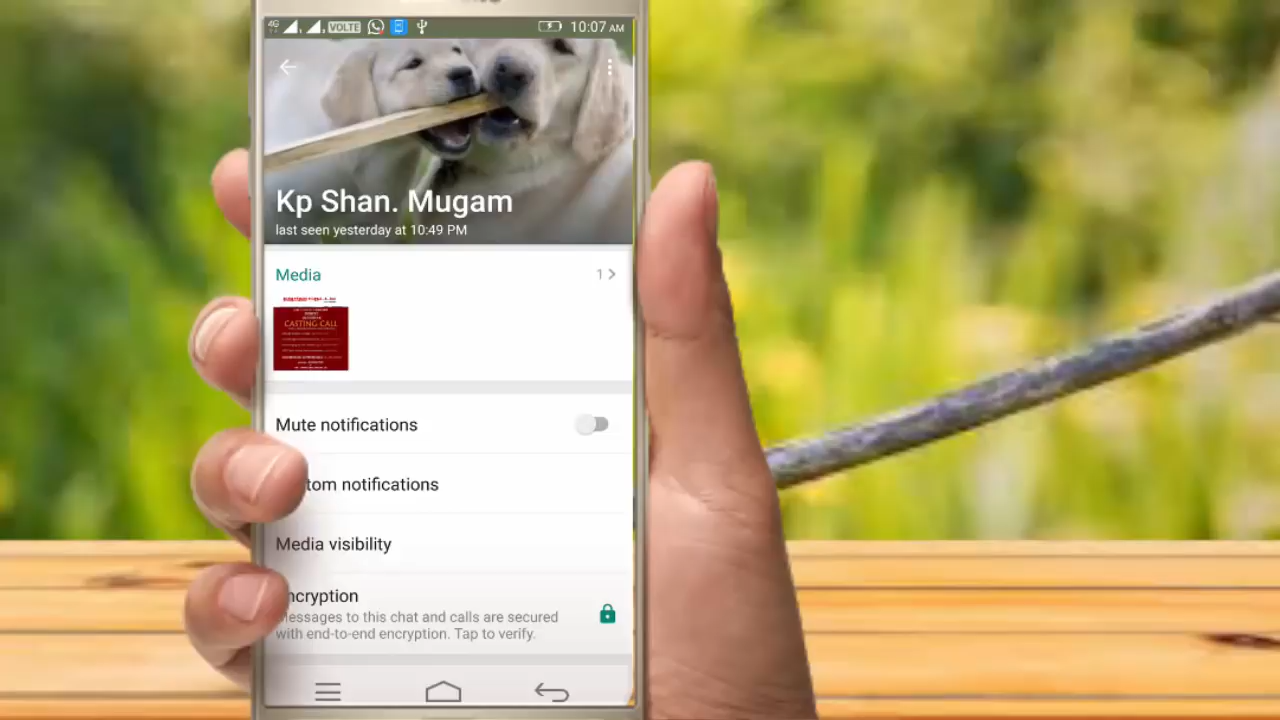 4G VOLTE 10:07 AM
Kp Shan. Mugam
last seen yesterday at 10:49 PM
Media 1
CASTING CALL
Mute notifications
tom notifications
Media visibility
ncryption
essages to this chat and calls are secured
with end-to-end encryption. Tap to verify.